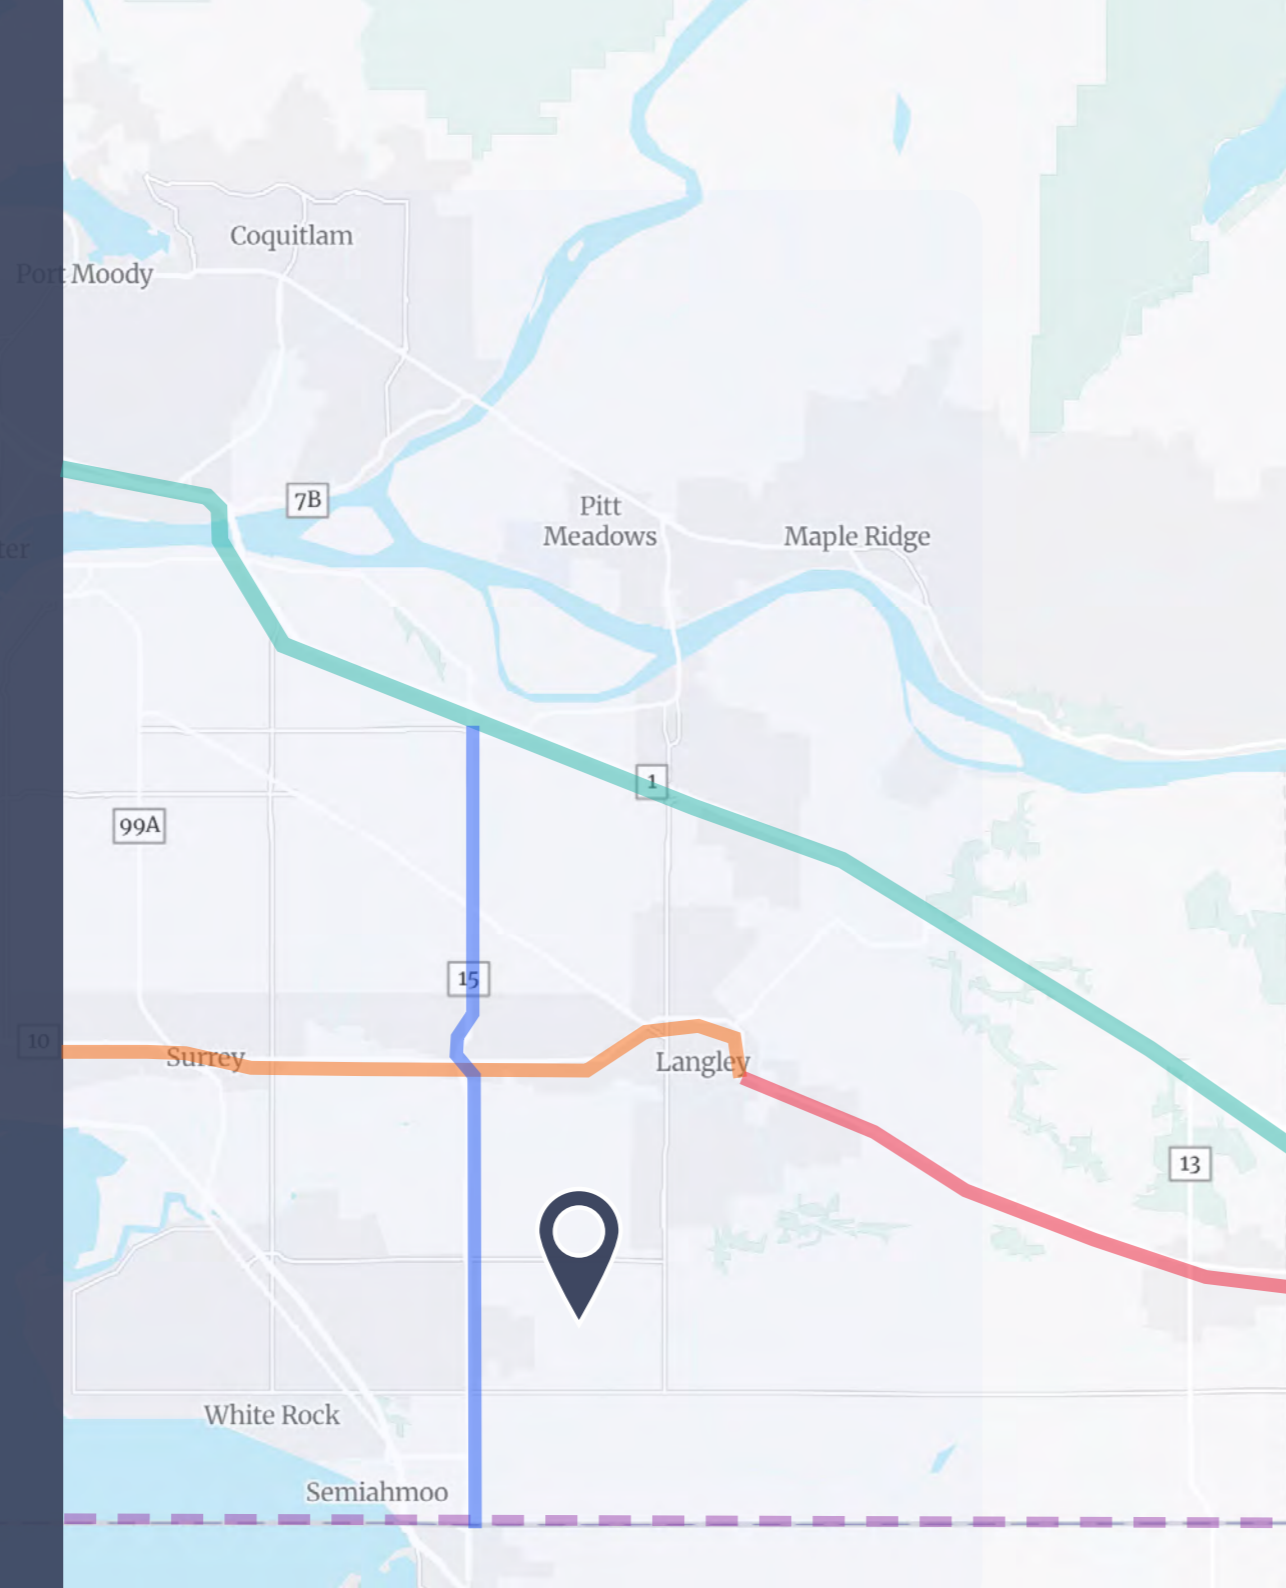 Coquitlam
Port Moody
7B
Pitt
Meadows
Maple Ridge
1
99A
15
10
Surrey
Langley
13
White Rock
Semiahmoo